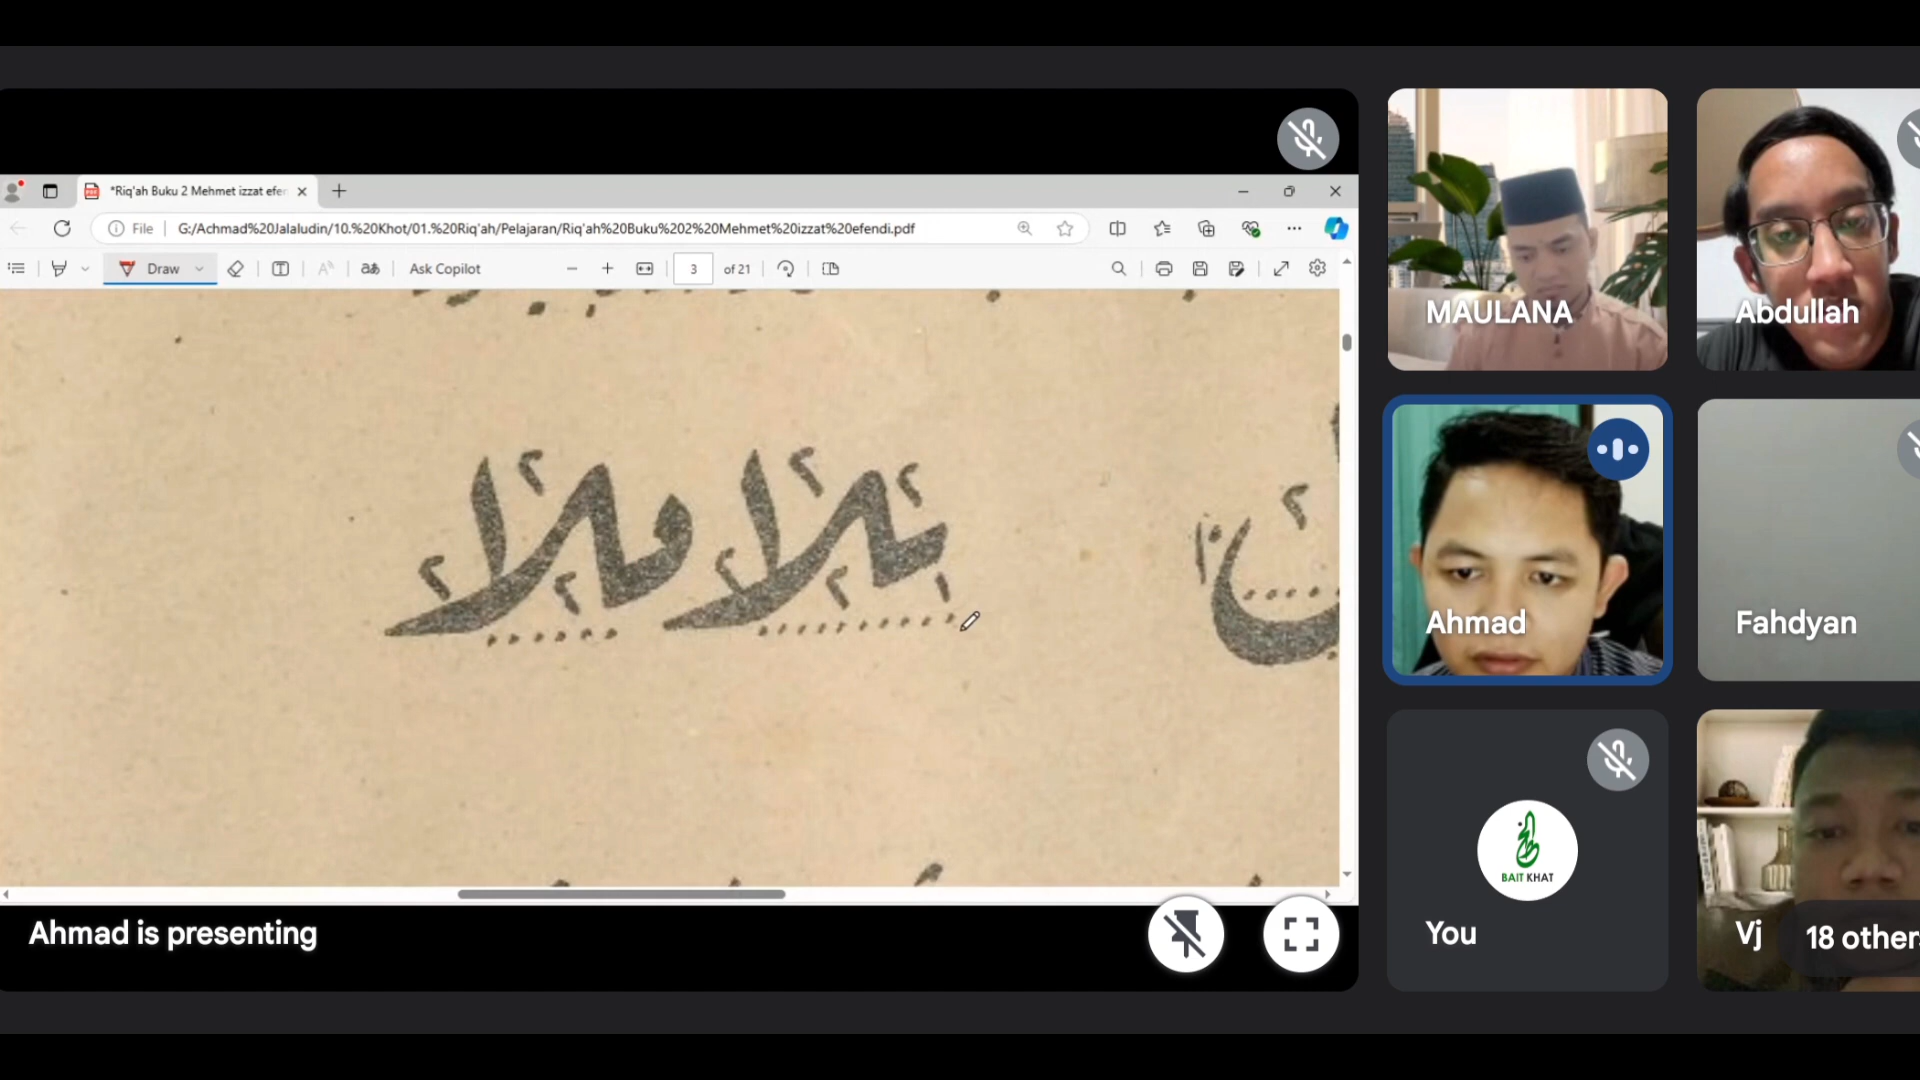 *Riq'ah Buku 2 Mehmet izzat efer
File
G:/Achmad%20Jalaludin/10.%20Khot/01.%20Riq'ah/Pelajaran/Riq'ah%20Buku%202%20Mehmet%20izzat%20efendi.pdf
Draw
Ask Copilot
3 of 21
MAULANA
Abdullah
Ahmad
Fahdyan
BAIT KHAT
You
Vj
18 other
Ahmad is presenting